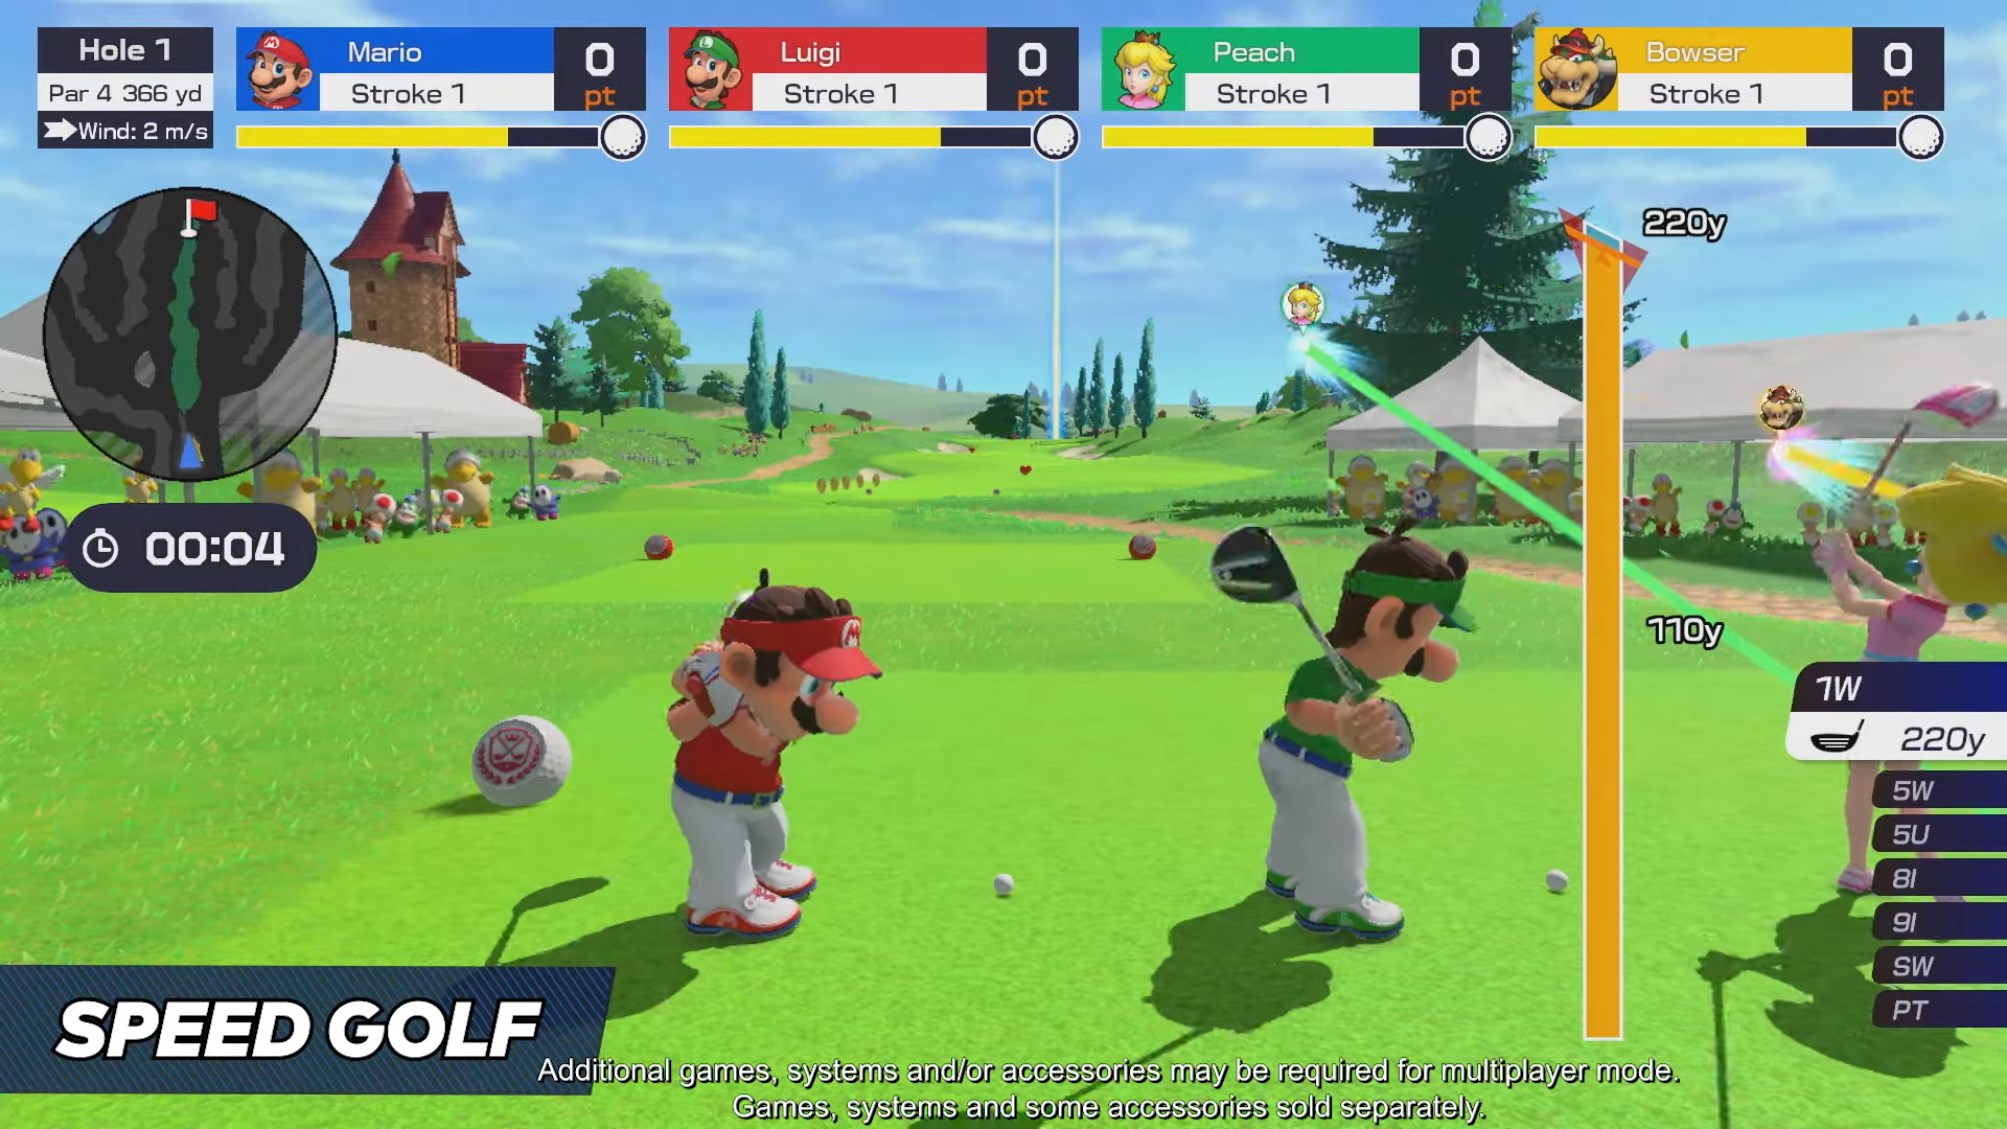 Hole 1
Par 4 366 yd
Wind: 2 m/s
Mario
Stroke 1
0
pt
Luigi
Stroke 1
0
pt
Peach
Stroke 1
0
pt
Bowser
Stroke 1
0
pt
00:04
220y
110y
1W
220y
5W
5U
8I
9I
SW
PT
SPEED GOLF
Additional games, systems and/or accessories may be required for multiplayer mode.
Games, systems and some accessories sold separately.